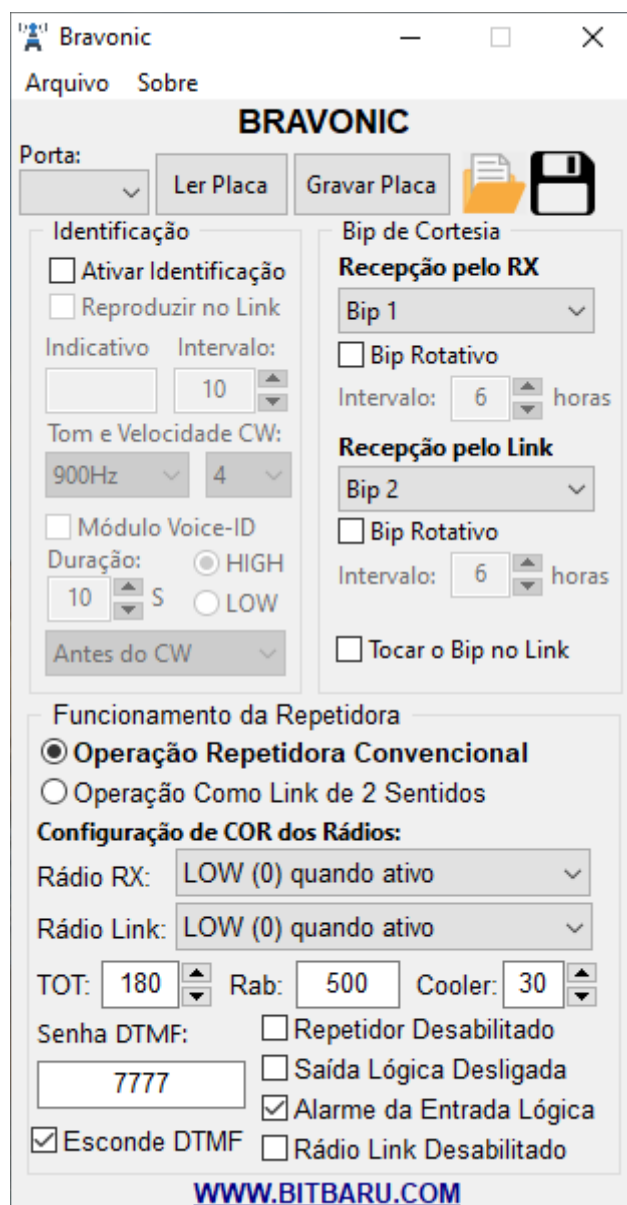 Bravonic
Arquivo Sobre
BRAVONIC
Porta:
Ler Placa Gravar Placa
Identificação
Ativar Identificação
Reproduzir no Link
Indicativo Intervalo:
10
Tom e Velocidade CW:
900Hz 4
Módulo Voice-ID
Duração: HIGH
10 S LOW
Antes do CW
Bip de Cortesia
Recepção pelo RX
Bip 1
Bip Rotativo
Intervalo: 6 horas
Recepção pelo Link
Bip 2
Bip Rotativo
Intervalo: 6 horas
Tocar o Bip no Link
Funcionamento da Repetidora
Operação Repetidora Convencional
Operação Como Link de 2 Sentidos
Configuração de COR dos Rádios:
Rádio RX: LOW (0) quando ativo
Rádio Link: LOW (0) quando ativo
TOT: 180 Rab: 500 Cooler: 30
Senha DTMF:
7777
Esconde DTMF
Repetidor Desabilitado
Saída Lógica Desligada
Alarme da Entrada Lógica
Rádio Link Desabilitado
WWW.BITBARU.COM